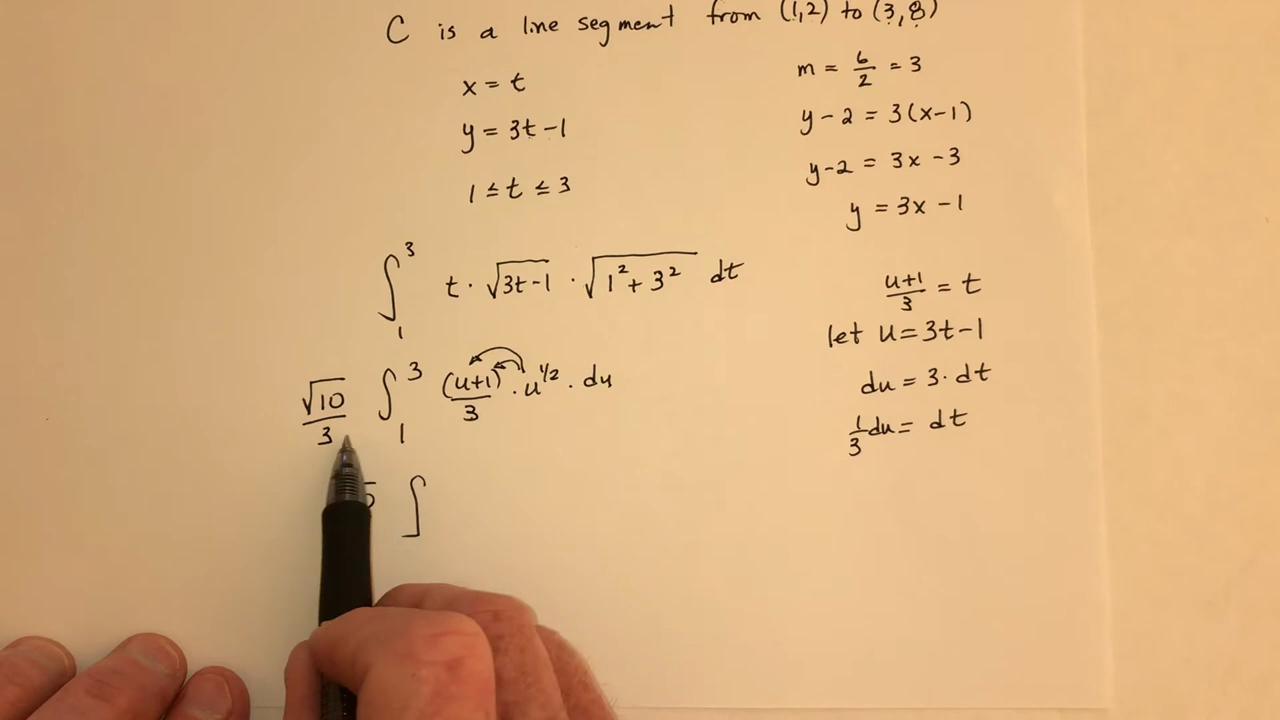 C is a line segment from (1,2) to (3,8)
x = t
y = 3t - 1
1 ≤ t ≤ 3
m = 6/2 = 3
y - 2 = 3(x-1)
y-2 = 3x - 3
y = 3x - 1
∫₁³ t · √(3t-1) · √(1²+3²) dt
√10/3 ∫₁³ (u+1)/3 · u^1/2 · du
∫
(u+1)/3 = t
let u = 3t - 1
du = 3 · dt
1/3 du = dt